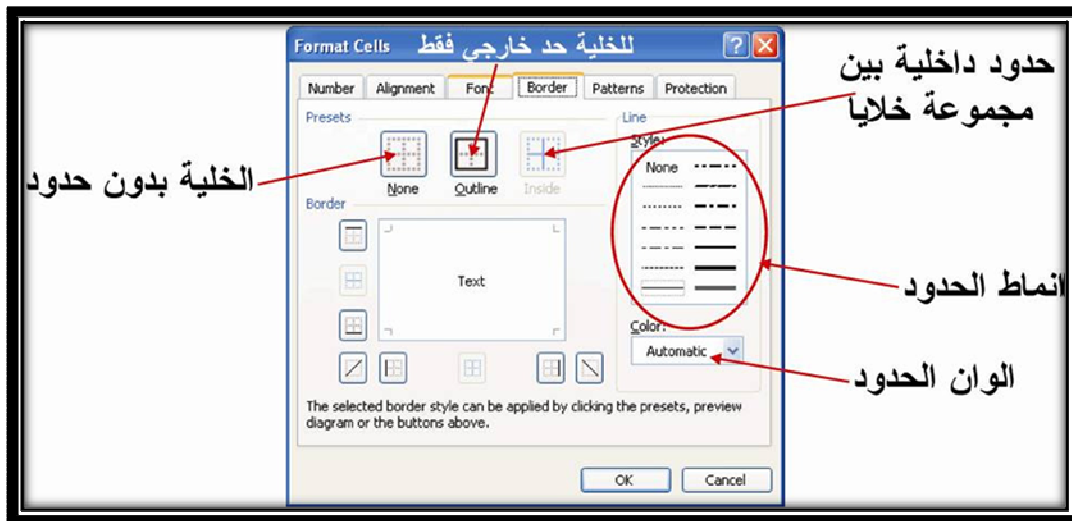 Format Cells
للخلية حد خارجي فقط
Number Alignment Font Border Patterns Protection
Presets
Line
Style:
None
None Outline Inside
Border
Text
Color:
Automatic
The selected border style can be applied by clicking the presets, preview
diagram or the buttons above.
OK Cancel
حدود داخلية بين
مجموعة خلايا
الخلية بدون حدود
انماط الحدود
الوان الحدود